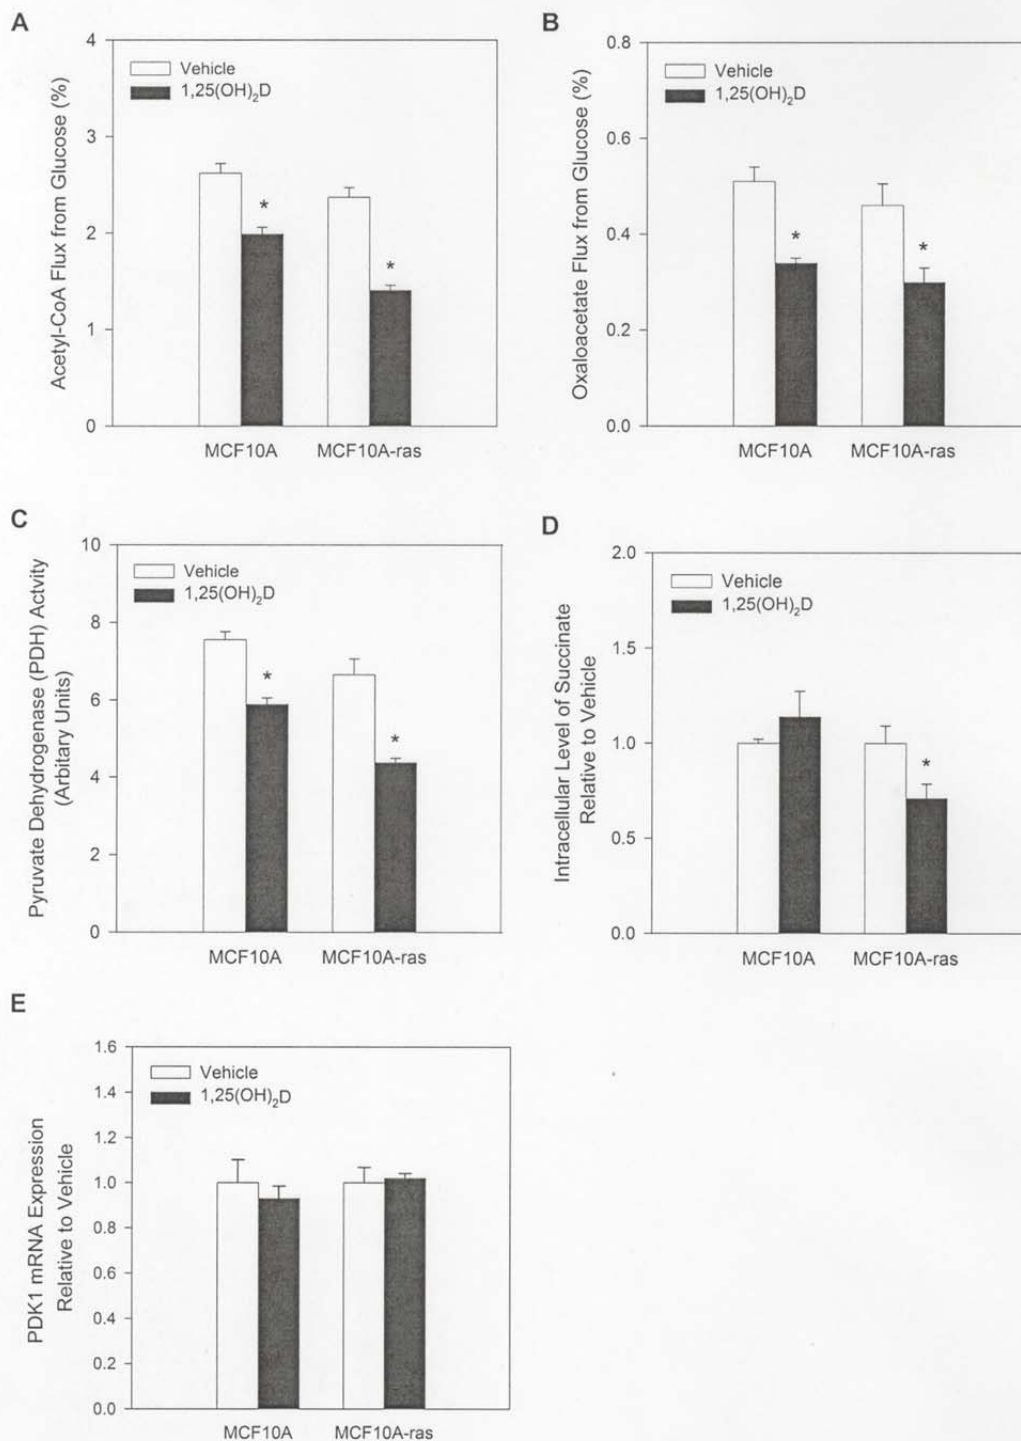 A
Acetyl-CoA Flux from Glucose (%)
4
3
2
1
0
Vehicle
1,25(OH)₂D
*
*
MCF10A
MCF10A-ras
B
Oxaloacetate Flux from Glucose (%)
0.8
0.6
0.4
0.2
0.0
Vehicle
1,25(OH)₂D
*
*
MCF10A
MCF10A-ras
C
Pyruvate Dehydrogenase (PDH) Actvity
(Arbitary Units)
10
8
6
4
2
0
Vehicle
1,25(OH)₂D
*
*
MCF10A
MCF10A-ras
D
Intracellular Level of Succinate
Relative to Vehicle
2.0
1.5
1.0
0.5
0.0
Vehicle
1,25(OH)₂D
*
MCF10A
MCF10A-ras
E
PDK1 mRNA Expression
Relative to Vehicle
1.6
1.4
1.2
1.0
0.8
0.6
0.4
0.2
0.0
Vehicle
1,25(OH)₂D
MCF10A
MCF10A-ras